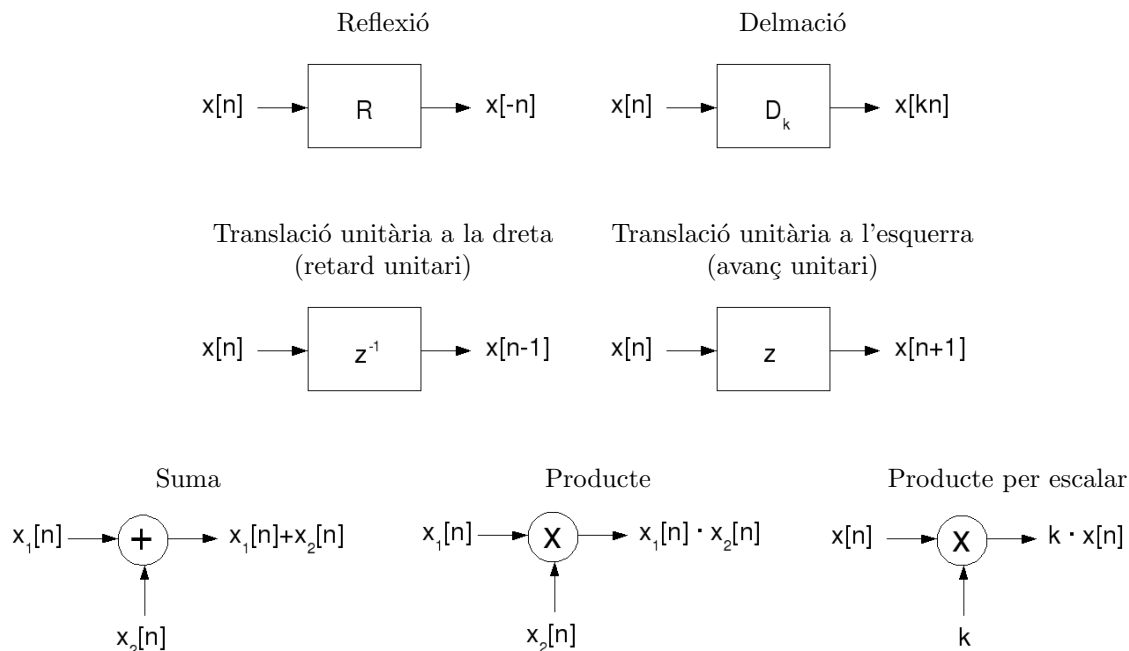 Reflexió Delmació
x[n] R x[-n] x[n] D_k x[kn]
Translació unitària a la dreta Translació unitària a l'esquerra
(retard unitari) (avanç unitari)
x[n] z^-1 x[n-1] x[n] z x[n+1]
Suma Producte Producte per escalar
x_1[n] + x_1[n]+x_2[n] x_1[n] X x_1[n] · x_2[n] x[n] X k · x[n]
x_2[n] x_2[n] k